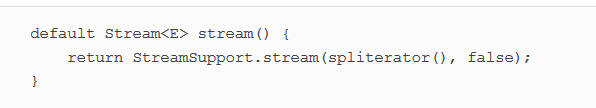 default Stream<E> stream() {
    return StreamSupport.stream(spliterator(), false);
}